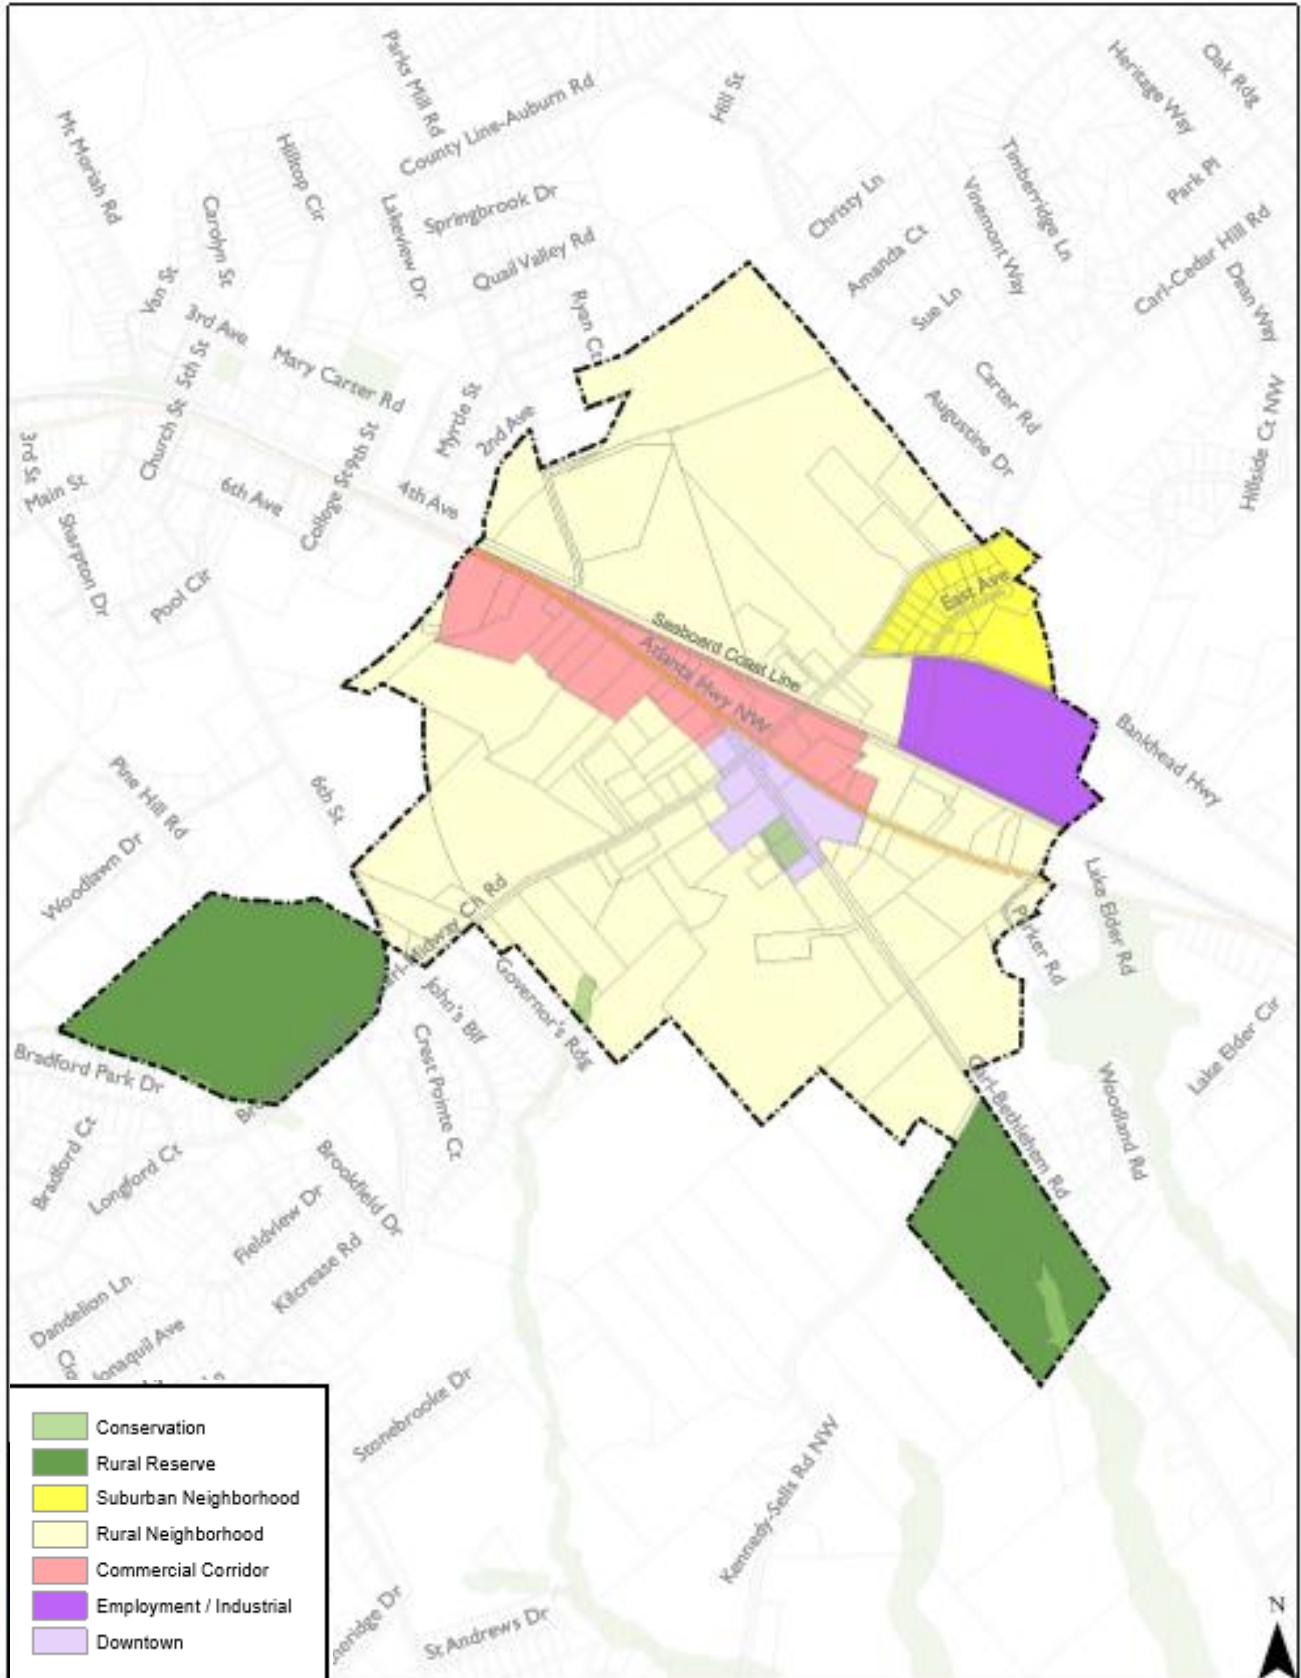 Parks Mill Rd
County Line-Auburn Rd
Hill St
Heritage Way
Oak Rdg
Mt Moriah Rd
Hilltop Cir
Carolyn St
Lakeview Dr
Springbrook Dr
Quail Valley Rd
Christy Ln
Amanda Ct
Vinemont Way
Timberridge Ln
Park Pl
Carl-Cedar Hill Rd
Dean Way
Sue Ln
Van St
3rd Ave
5th St
Mary Carter Rd
Ryan Ct
Myrtle St
2nd Ave
Carter Rd
Augustine Dr
Hillside Ct NW
3rd St
Main St
Church St
College St
9th St
6th Ave
4th Ave
Sharpton Dr
Pool Cir
East Ave
Seaboard Coast Line
Atlanta Hwy NW
Bankhead Hwy
Pine Hill Rd
6th St
Woodlawn Dr
Midway Ch Rd
Lake Elder Rd
Parker Rd
Lake Elder Cir
Governor's Rdg
John's Blf
Crest Pointe Ct
Bradford Park Dr
Bradford Ct
Longford Ct
Brookfield Dr
Fieldview Dr
Kilcrease Rd
Carl-Bethlehem Rd
Woodland Rd
Dandelion Ln
Jonaquil Ave
Stonebrooke Dr
Kennedy-Sells Rd NW
St Andrews Dr
Conservation
Rural Reserve
Suburban Neighborhood
Rural Neighborhood
Commercial Corridor
Employment / Industrial
Downtown
N